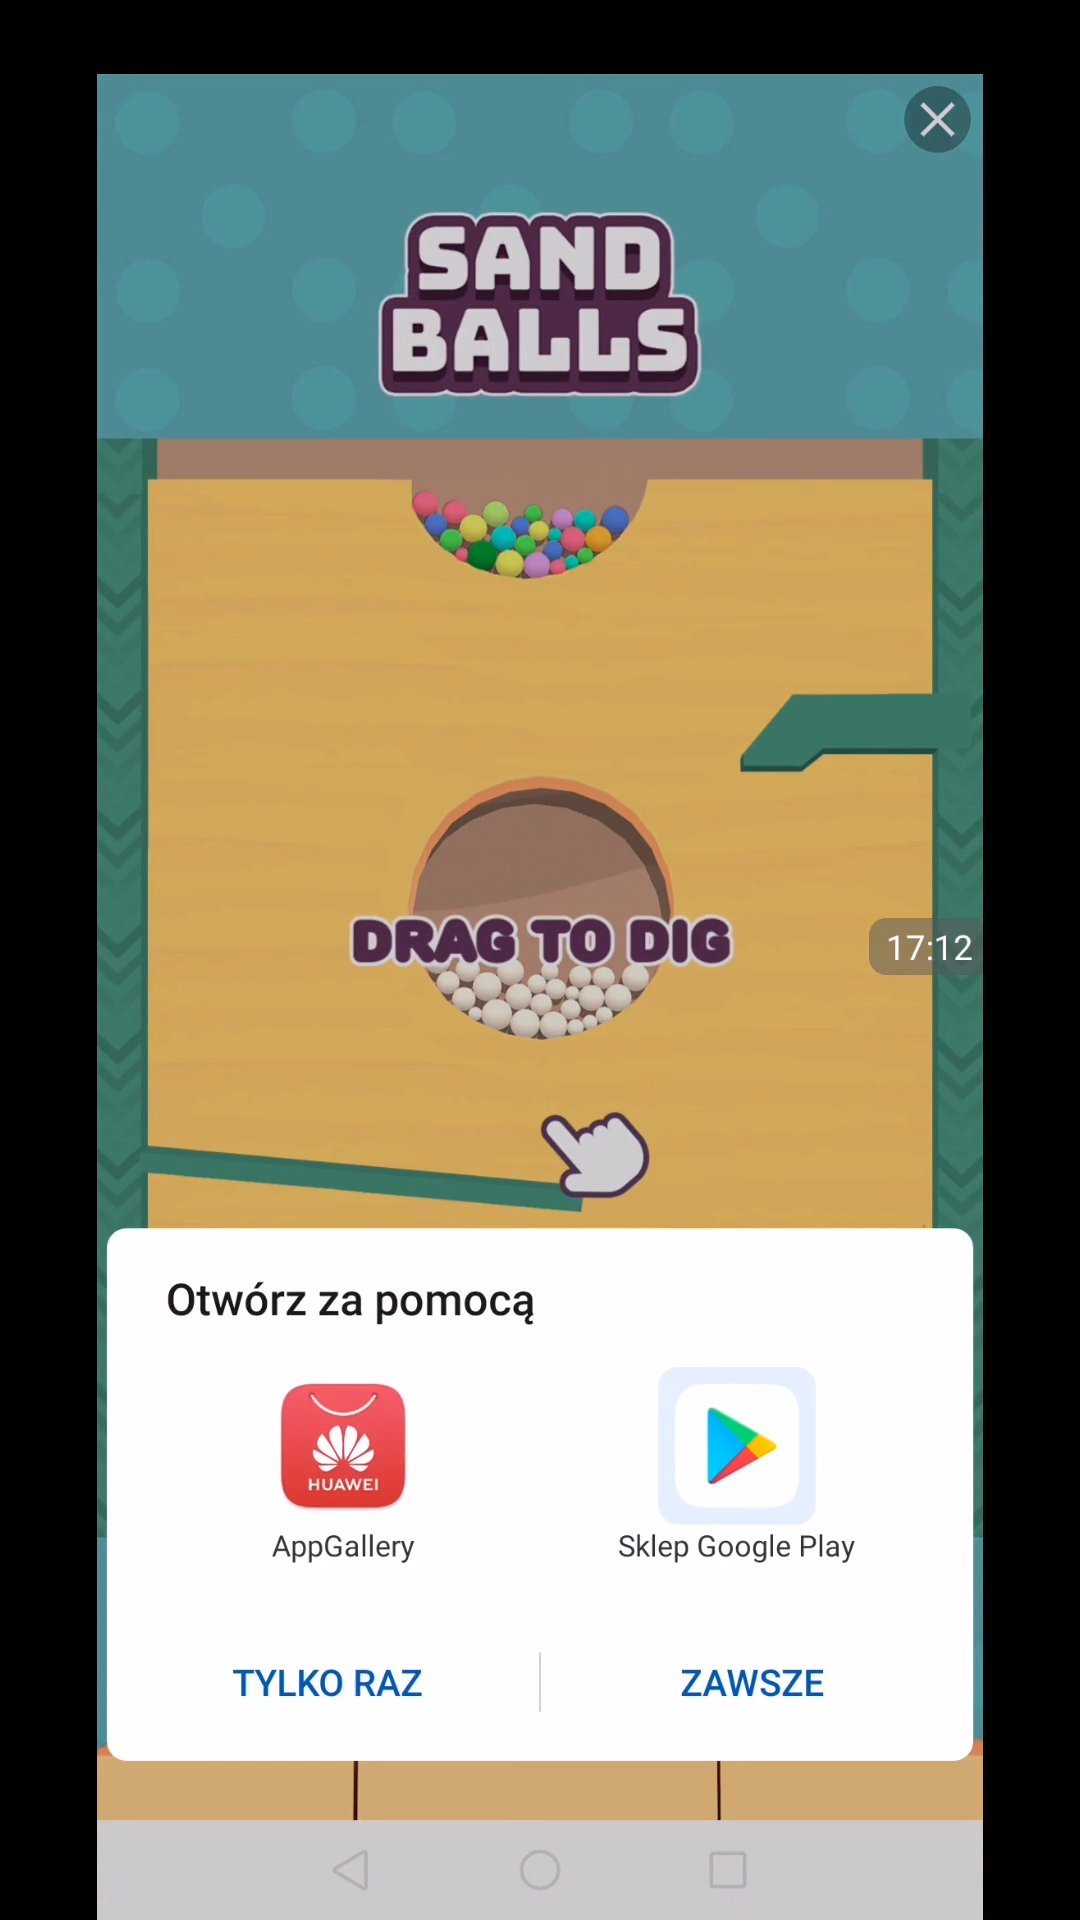 SAND
BALLS
DRAG TO DIG
17:12
Otwórz za pomocą
HUAWEI
AppGallery
Sklep Google Play
TYLKO RAZ
ZAWSZE